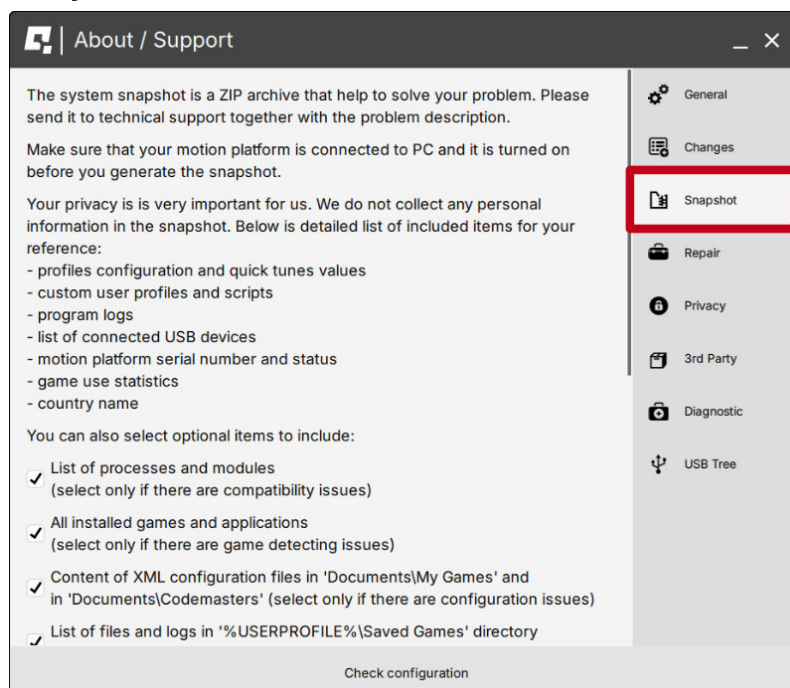 About / Support
The system snapshot is a ZIP archive that help to solve your problem. Please
send it to technical support together with the problem description.
Make sure that your motion platform is connected to PC and it is turned on
before you generate the snapshot.
Your privacy is is very important for us. We do not collect any personal
information in the snapshot. Below is detailed list of included items for your
reference:
- profiles configuration and quick tunes values
- custom user profiles and scripts
- program logs
- list of connected USB devices
- motion platform serial number and status
- game use statistics
- country name
You can also select optional items to include:
List of processes and modules
(select only if there are compatibility issues)
All installed games and applications
(select only if there are game detecting issues)
Content of XML configuration files in 'Documents\My Games' and
in 'Documents\Codemasters' (select only if there are configuration issues)
List of files and logs in '%USERPROFILE%\Saved Games' directory
General
Changes
Snapshot
Repair
Privacy
3rd Party
Diagnostic
USB Tree
Check configuration